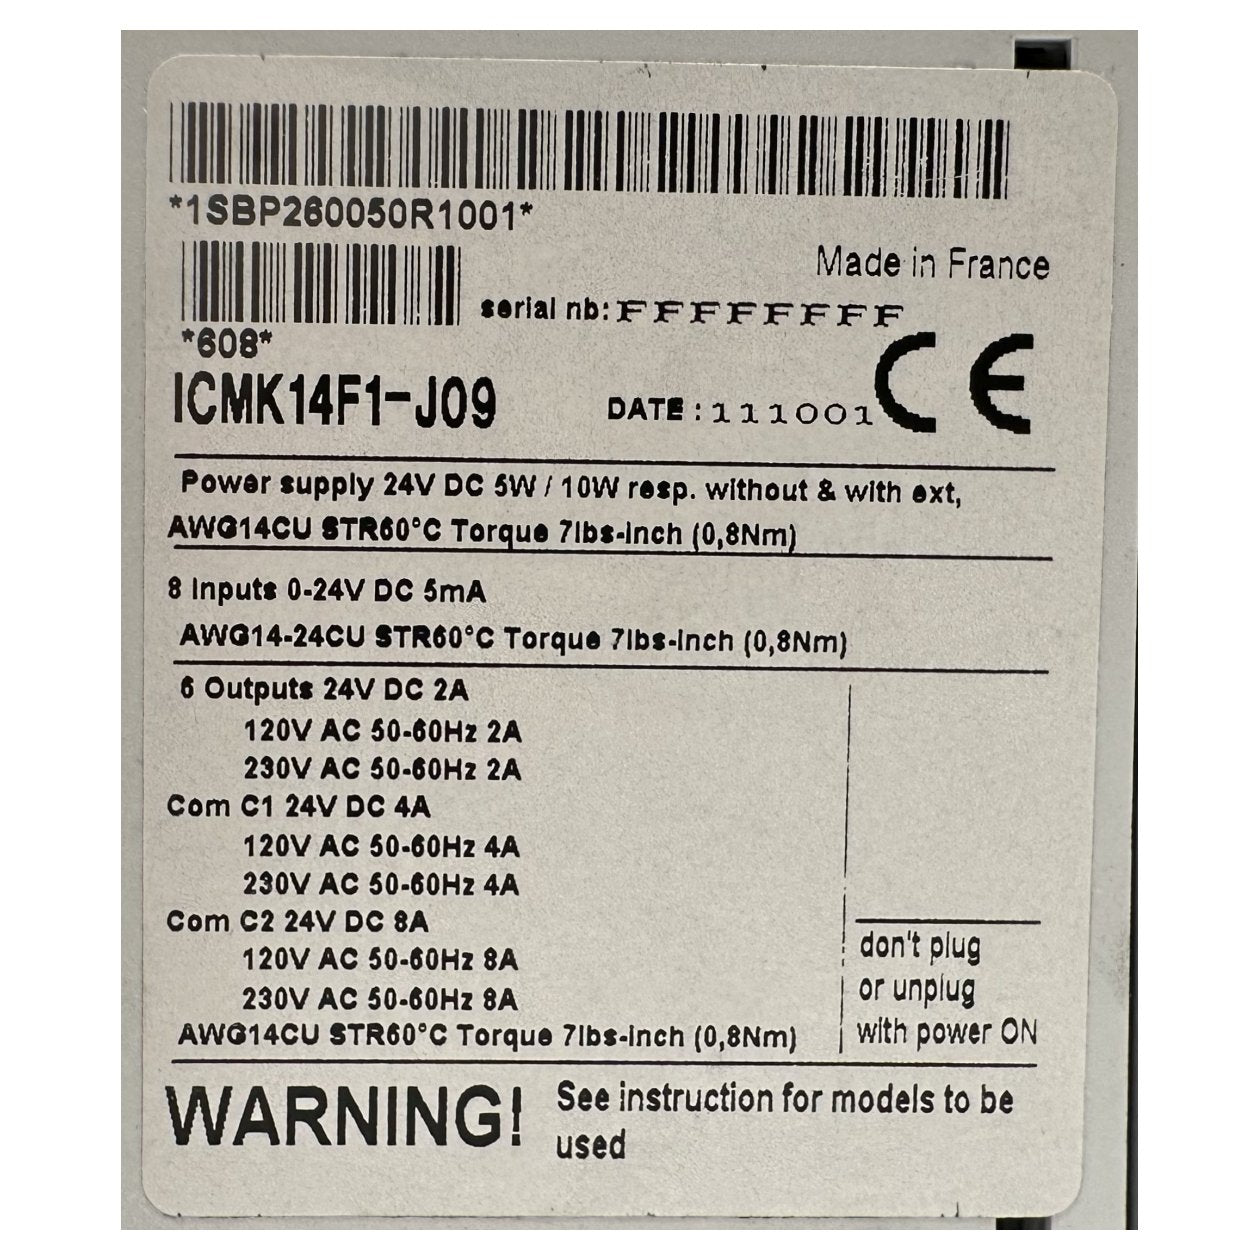 *1SBP260050R1001*
Made in France
serial nb: FFFFFFFF
*608*
ICMK14F1-J09
DATE: 111001
CE
Power supply 24V DC 5W / 10W resp. without & with ext,
AWG14CU STR60°C Torque 7lbs-inch (0,8Nm)
8 Inputs 0-24V DC 5mA
AWG14-24CU STR60°C Torque 7lbs-inch (0,8Nm)
6 Outputs 24V DC 2A
120V AC 50-60Hz 2A
230V AC 50-60Hz 2A
Com C1 24V DC 4A
120V AC 50-60Hz 4A
230V AC 50-60Hz 4A
Com C2 24V DC 8A
120V AC 50-60Hz 8A
230V AC 50-60Hz 8A
AWG14CU STR60°C Torque 7lbs-inch (0,8Nm)
don't plug
or unplug
with power ON
WARNING!
See instruction for models to be
used